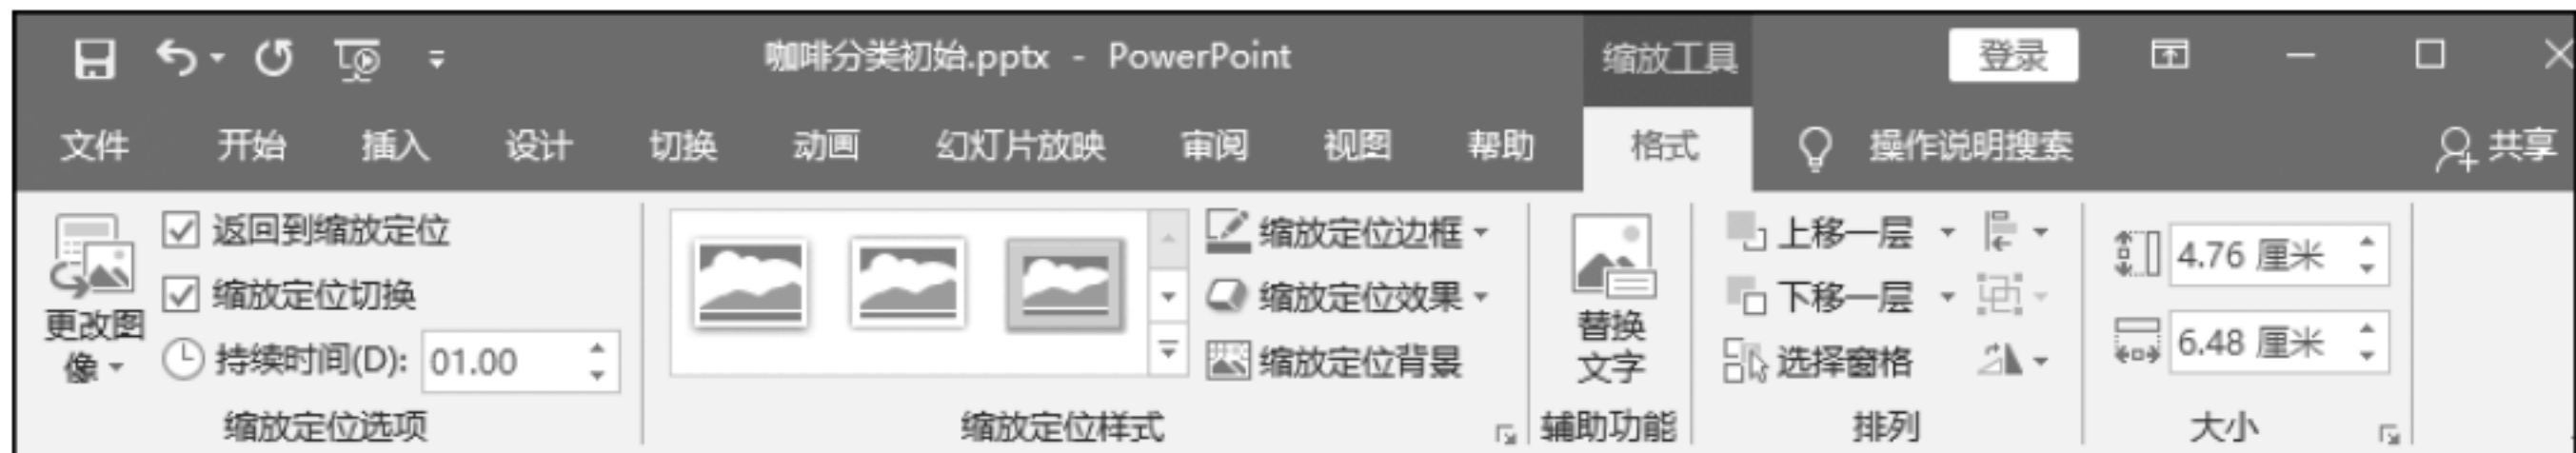 咖啡分类初始.pptx - PowerPoint 缩放工具 登录
文件 开始 插入 设计 切换 动画 幻灯片放映 审阅 视图 帮助 格式 操作说明搜索 共享
更改图像
返回到缩放定位
缩放定位切换
持续时间(D): 01.00
缩放定位选项
缩放定位边框
缩放定位效果
缩放定位背景
缩放定位样式
替换
文字
辅助功能
上移一层
下移一层
选择窗格
排列
4.76 厘米
6.48 厘米
大小